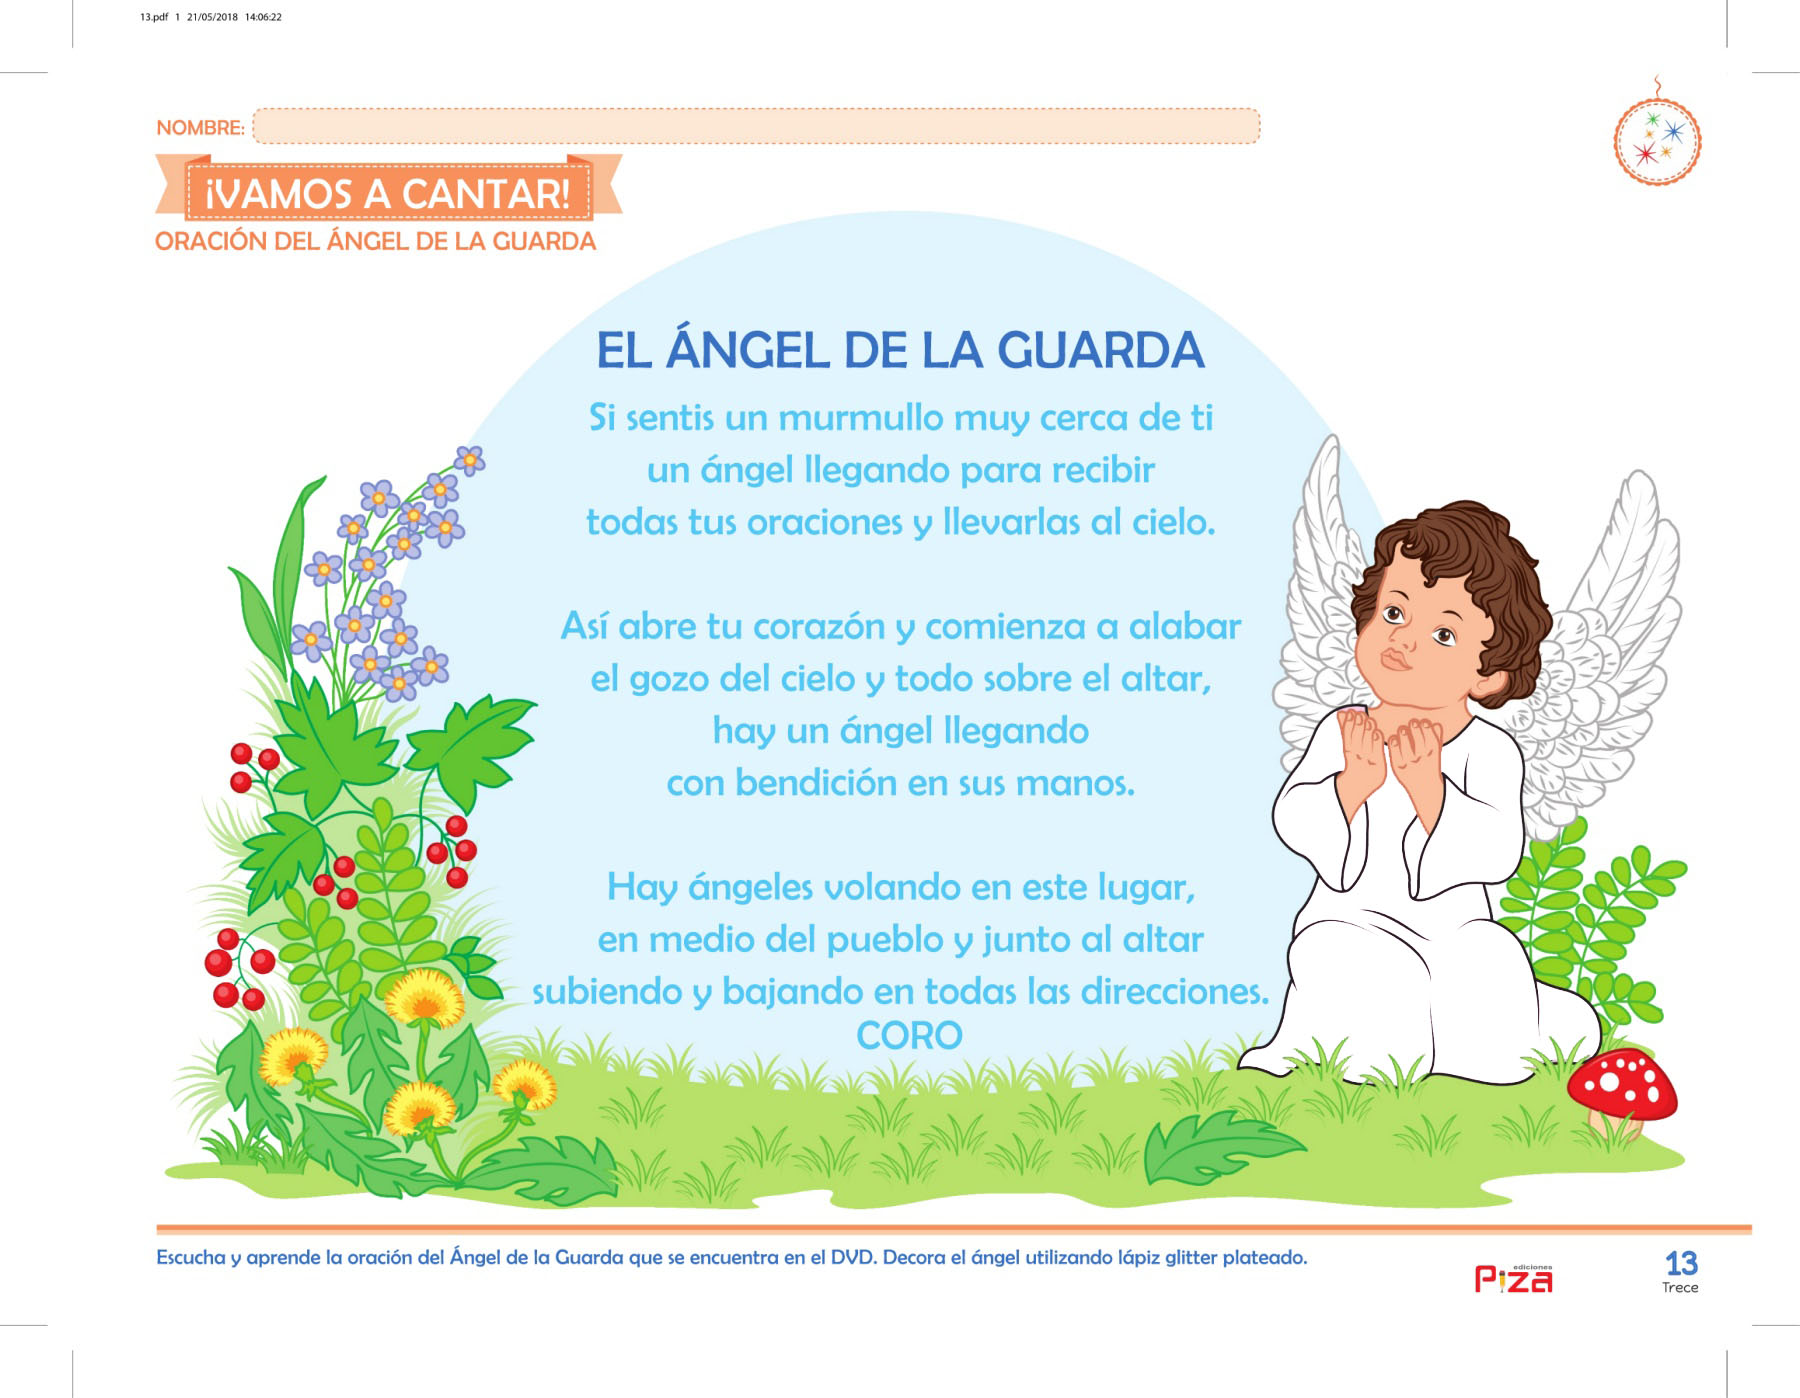 13.pdf 1 21/05/2018 14:06:22
NOMBRE:
¡VAMOS A CANTAR!
ORACIÓN DEL ÁNGEL DE LA GUARDA
EL ÁNGEL DE LA GUARDA
Si sentis un murmullo muy cerca de ti
un ángel llegando para recibir
todas tus oraciones y llevarlas al cielo.
Así abre tu corazón y comienza a alabar
el gozo del cielo y todo sobre el altar,
hay un ángel llegando
con bendición en sus manos.
Hay ángeles volando en este lugar,
en medio del pueblo y junto al altar
subiendo y bajando en todas las direcciones.
CORO
Escucha y aprende la oración del Ángel de la Guarda que se encuentra en el DVD. Decora el ángel utilizando lápiz glitter plateado.
ediciones
Piza
13
Trece